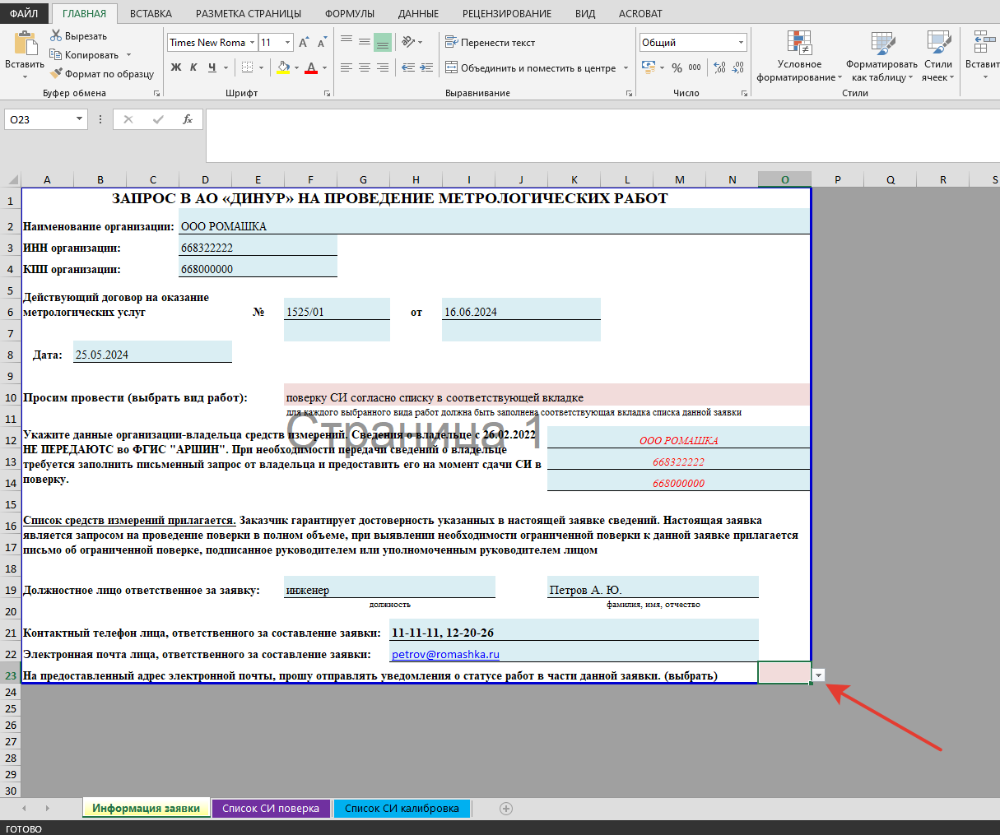 ФАЙЛ ГЛАВНАЯ ВСТАВКА РАЗМЕТКА СТРАНИЦЫ ФОРМУЛЫ ДАННЫЕ РЕЦЕНЗИРОВАНИЕ ВИД ACROBAT
Вставить
Вырезать
Копировать
Формат по образцу
Буфер обмена
Times New Roma 11
Ж К Ч
Шрифт
Перенести текст
Объединить и поместить в центре
Выравнивание
Общий
% 000
Число
Условное форматирование
Форматировать как таблицу
Стили ячеек
Стили
Вставит
O23
fx
A B C D E F G H I J K L M N O P Q R S
1 ЗАПРОС В АО «ДИНУР» НА ПРОВЕДЕНИЕ МЕТРОЛОГИЧЕСКИХ РАБОТ
2 Наименование организации: ООО РОМАШКА
3 ИНН организации: 668322222
4 КПП организации: 668000000
5
Действующий договор на оказание
6 метрологических услуг № 1525/01 от 16.06.2024
7
8 Дата: 25.05.2024
9
10 Просим провести (выбрать вид работ): поверку СИ согласно списку в соответствующей вкладке
11 для каждого выбранного вида работ должна быть заполнена соответствующая вкладка списка данной заявки
Страница 1
12 Укажите данные организации-владельца средств измерений. Сведения о владельце с 26.02.2022 ООО РОМАШКА
НЕ ПЕРЕДАЮТС во ФГИС "АРШИН". При необходимости передачи сведений о владельце
13 требуется заполнить письменный запрос от владельца и предоставить его на момент сдачи СИ в 668322222
14 поверку. 668000000
15
16 Список средств измерений прилагается. Заказчик гарантирует достоверность указанных в настоящей заявке сведений. Настоящая заявка
является запросом на проведение поверки в полном объеме, при выявлении необходимости ограниченной поверки к данной заявке прилагается
17 письмо об ограниченной поверке, подписанное руководителем или уполномоченным руководителем лицом
18
19 Должностное лицо ответственное за заявку: инженер Петров А. Ю.
20 должность фамилия, имя, отчество
21 Контактный телефон лица, ответственного за составление заявки: 11-11-11, 12-20-26
22 Электронная почта лица, ответственного за составление заявки: petrov@romashka.ru
23 На предоставленный адрес электронной почты, прошу отправлять уведомления о статусе работ в части данной заявки. (выбрать)
24
25
26
27
28
29
30
Информация заявки Список СИ поверка Список СИ калибровка
ГОТОВО